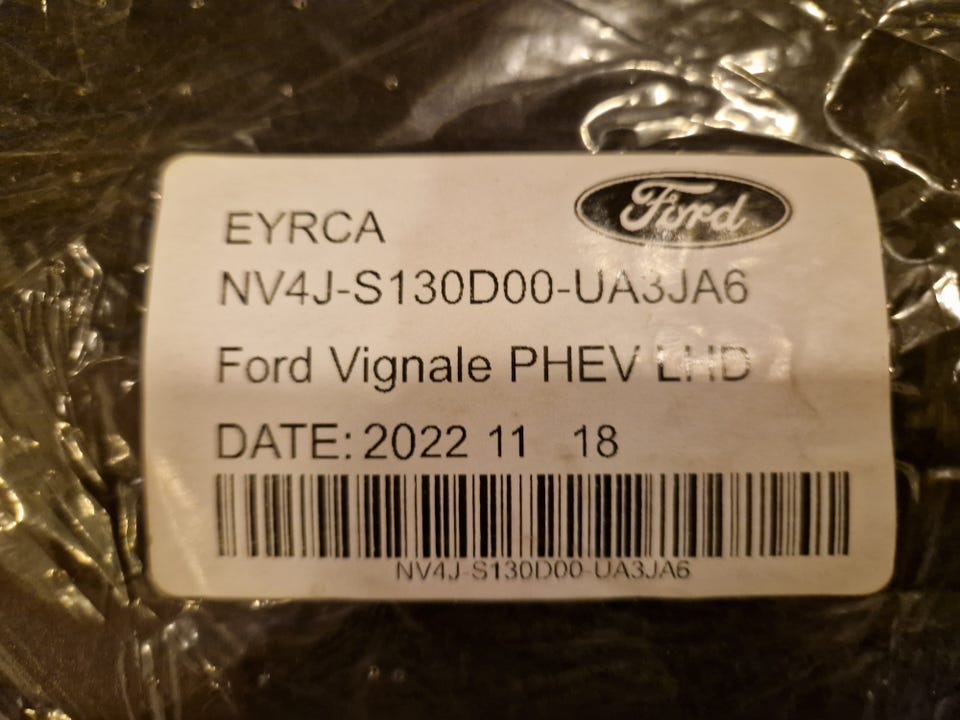 EYRCA
Ford
NV4J-S130D00-UA3JA6
Ford Vignale PHEV LHD
DATE: 2022 11 18
NV4J-S130D00-UA3JA6